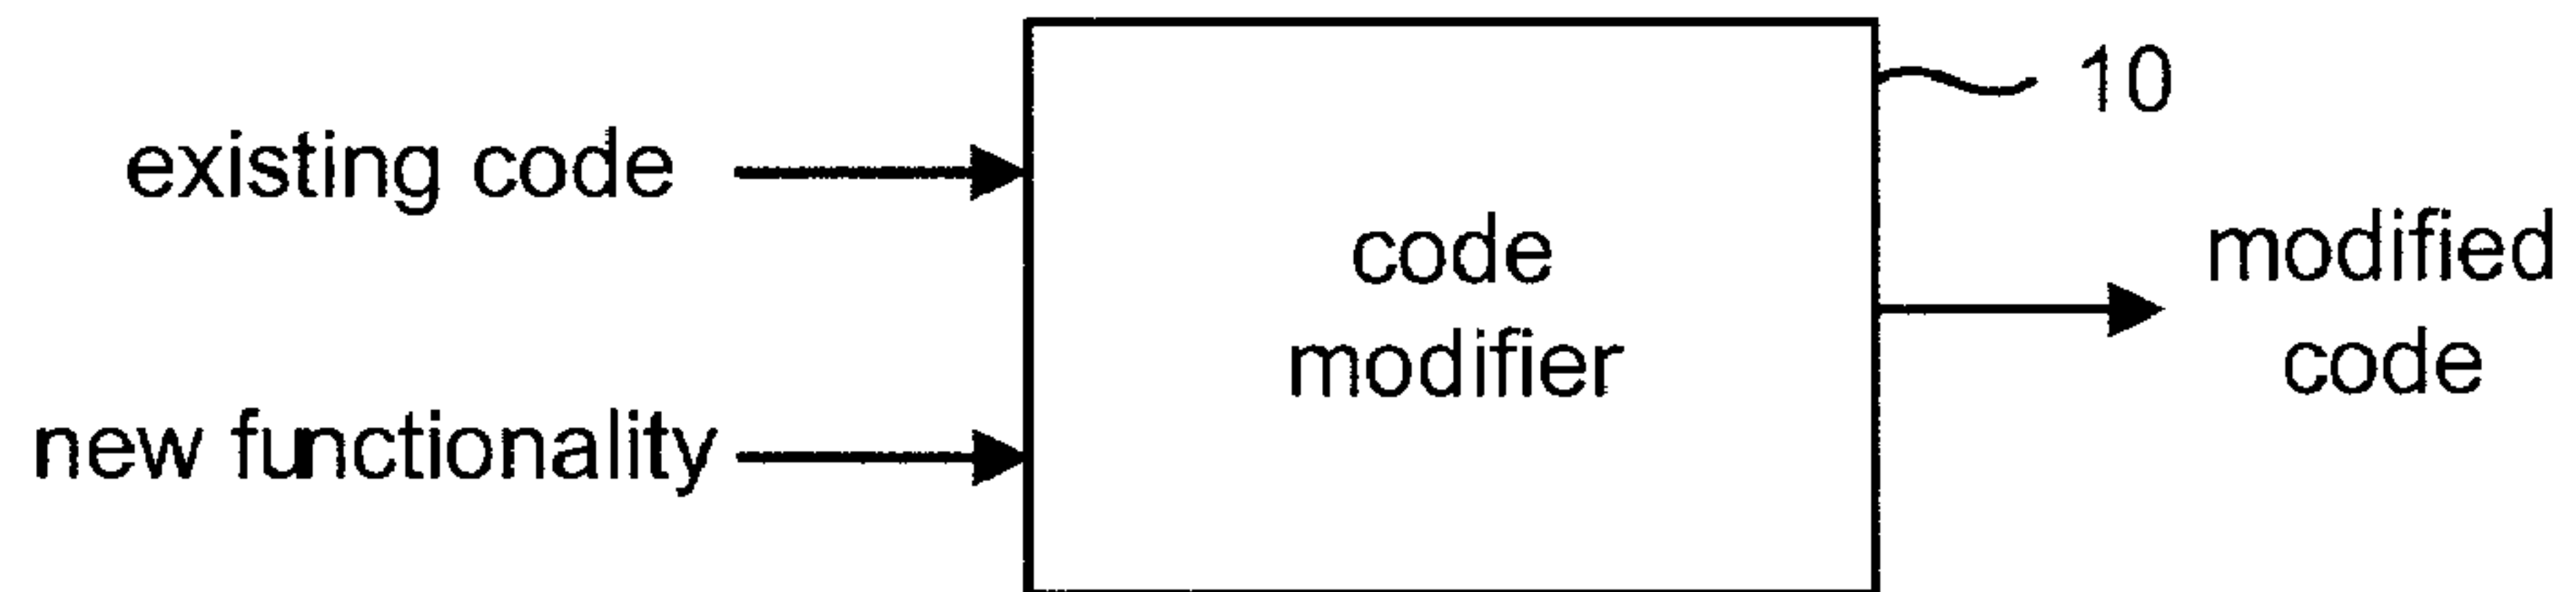 existing code
new functionality
code
modifier
10
modified
code